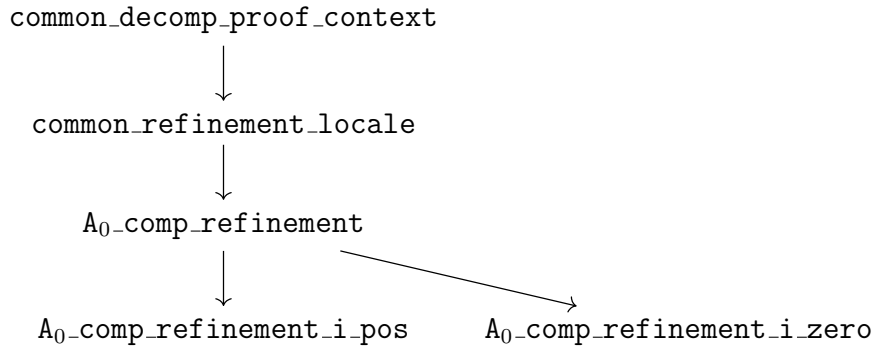 common_decomp_proof_context
common_refinement_locale
A₀_comp_refinement
A₀_comp_refinement_i_pos A₀_comp_refinement_i_zero